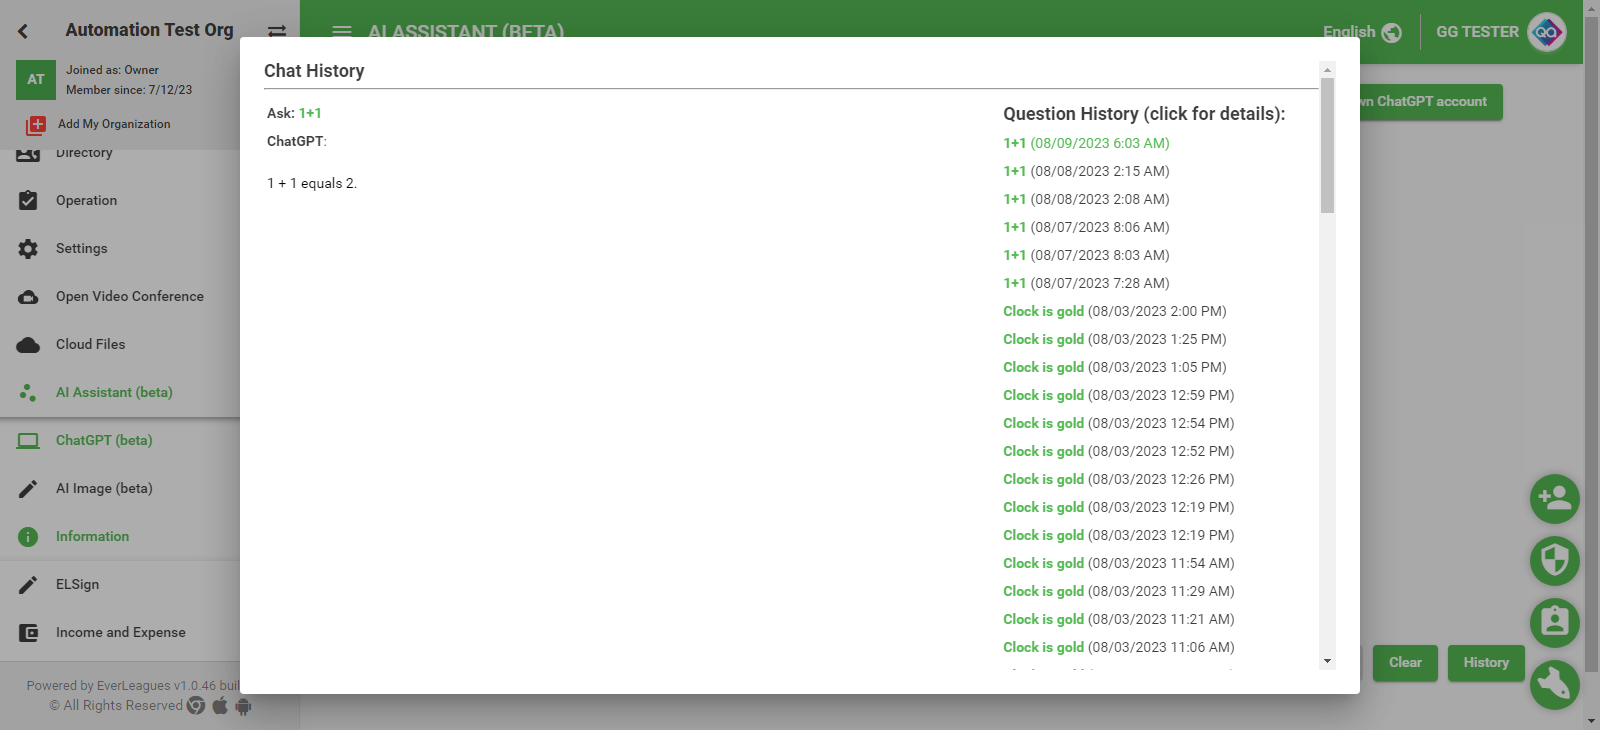 Automation Test Org
AT
Joined as: Owner
Member since: 7/12/23
Add My Organization
Directory
Operation
Settings
Open Video Conference
Cloud Files
AI Assistant (beta)
ChatGPT (beta)
AI Image (beta)
Information
ELSign
Income and Expense
Powered by EverLeagues v1.0.46
© All Rights Reserved
AI ASSISTANT (BETA)
English
GG TESTER
QA
ChatGPT account
Chat History
Ask: 1+1
ChatGPT:
1 + 1 equals 2.
Question History (click for details):
1+1 (08/09/2023 6:03 AM)
1+1 (08/08/2023 2:15 AM)
1+1 (08/08/2023 2:08 AM)
1+1 (08/07/2023 8:06 AM)
1+1 (08/07/2023 8:03 AM)
1+1 (08/07/2023 7:28 AM)
Clock is gold (08/03/2023 2:00 PM)
Clock is gold (08/03/2023 1:25 PM)
Clock is gold (08/03/2023 1:05 PM)
Clock is gold (08/03/2023 12:59 PM)
Clock is gold (08/03/2023 12:54 PM)
Clock is gold (08/03/2023 12:52 PM)
Clock is gold (08/03/2023 12:26 PM)
Clock is gold (08/03/2023 12:19 PM)
Clock is gold (08/03/2023 12:19 PM)
Clock is gold (08/03/2023 11:54 AM)
Clock is gold (08/03/2023 11:29 AM)
Clock is gold (08/03/2023 11:21 AM)
Clock is gold (08/03/2023 11:06 AM)
Clear
History